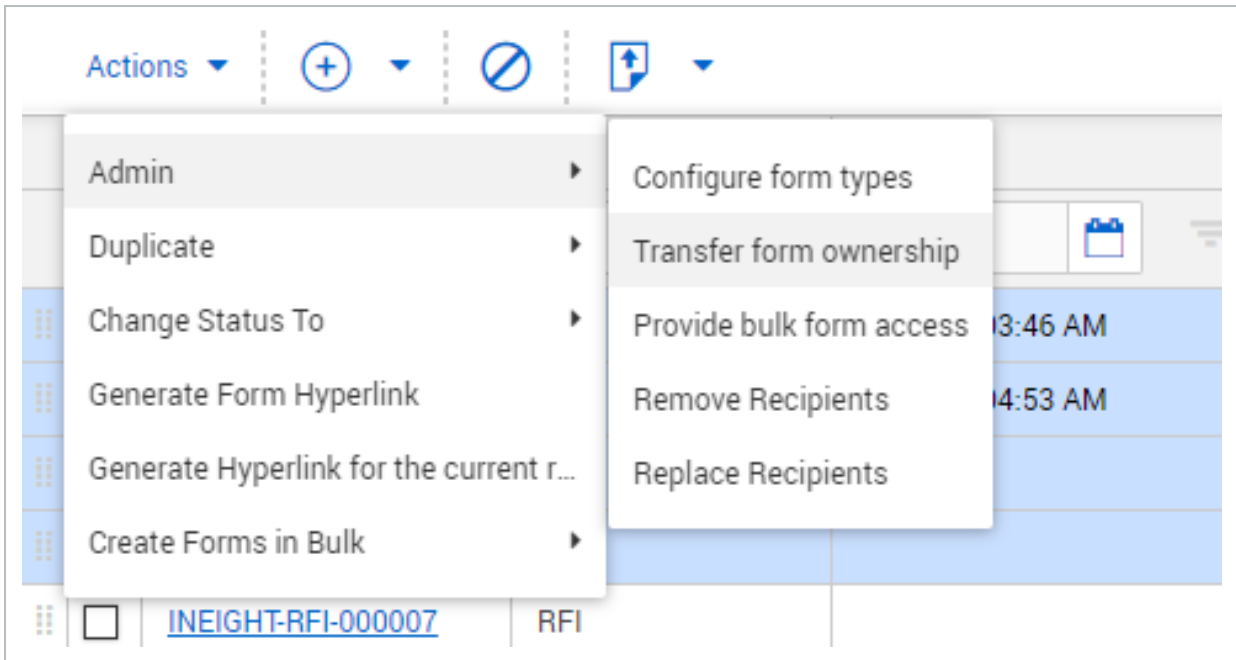 Actions
Admin
Configure form types
Duplicate
Transfer form ownership
Change Status To
Provide bulk form access
03:46 AM
Generate Form Hyperlink
Remove Recipients
04:53 AM
Generate Hyperlink for the current r...
Replace Recipients
Create Forms in Bulk
INEIGHT-RFI-000007
RFI